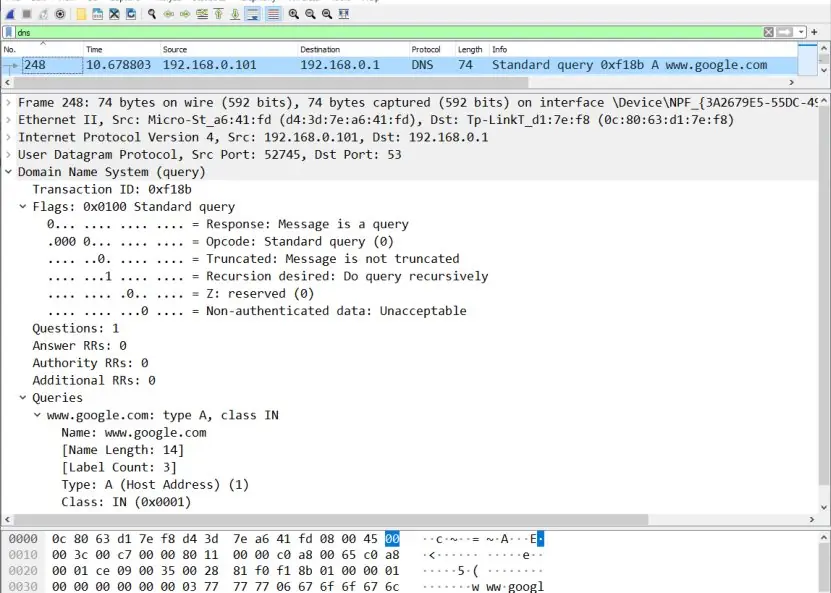 dns
No. Time Source Destination Protocol Length Info
248 10.678803 192.168.0.101 192.168.0.1 DNS 74 Standard query 0xf18b A www.google.com
Frame 248: 74 bytes on wire (592 bits), 74 bytes captured (592 bits) on interface \Device\NPF_{3A2679E5-55DC-49
Ethernet II, Src: Micro-St_a6:41:fd (d4:3d:7e:a6:41:fd), Dst: Tp-LinkT_d1:7e:f8 (0c:80:63:d1:7e:f8)
Internet Protocol Version 4, Src: 192.168.0.101, Dst: 192.168.0.1
User Datagram Protocol, Src Port: 52745, Dst Port: 53
Domain Name System (query)
Transaction ID: 0xf18b
Flags: 0x0100 Standard query
0... .... .... .... = Response: Message is a query
.000 0... .... .... = Opcode: Standard query (0)
.... ..0. .... .... = Truncated: Message is not truncated
.... ...1 .... .... = Recursion desired: Do query recursively
.... .... .0.. .... = Z: reserved (0)
.... .... ...0 .... = Non-authenticated data: Unacceptable
Questions: 1
Answer RRs: 0
Authority RRs: 0
Additional RRs: 0
Queries
www.google.com: type A, class IN
Name: www.google.com
[Name Length: 14]
[Label Count: 3]
Type: A (Host Address) (1)
Class: IN (0x0001)
0000 0c 80 63 d1 7e f8 d4 3d 7e a6 41 fd 08 00 45 00 ··c·~··= ~·A···E·
0010 00 3c 00 c7 00 00 80 11 00 00 c0 a8 00 65 c0 a8 ·<······ ·····e··
0020 00 01 ce 09 00 35 00 28 81 f0 f1 8b 01 00 00 01 ·····5·( ········
0030 00 00 00 00 00 00 03 77 77 77 06 67 6f 6f 67 6c ·······w ww·googl